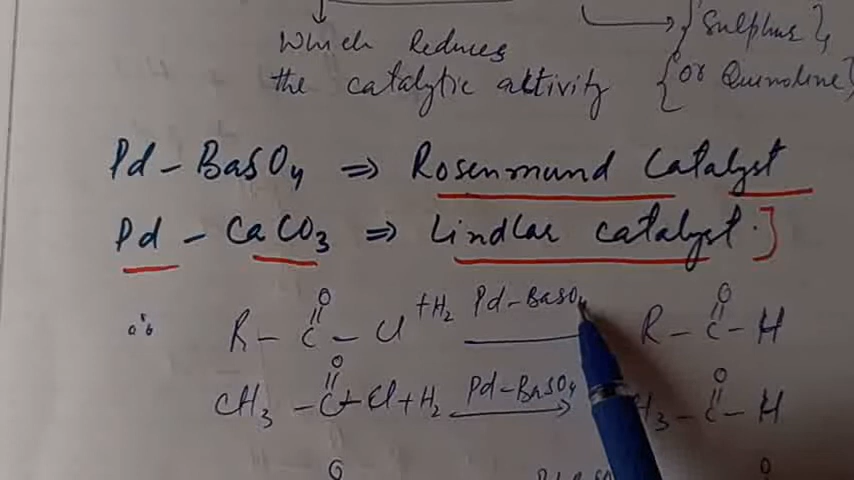 Sulphur },
Which reduces
the catalytic activity { or Quinoline }
Pd - BaSO4 ⇒ Rosenmund Catalyst
Pd - CaCO3 ⇒ Lindlar catalyst.]
O O
|| ||
R - C - Cl +H2 Pd-BaSO4 R - C - H
O O
|| ||
CH3 - C - Cl + H2 Pd-BaSO4 → H3 - C - H
O O